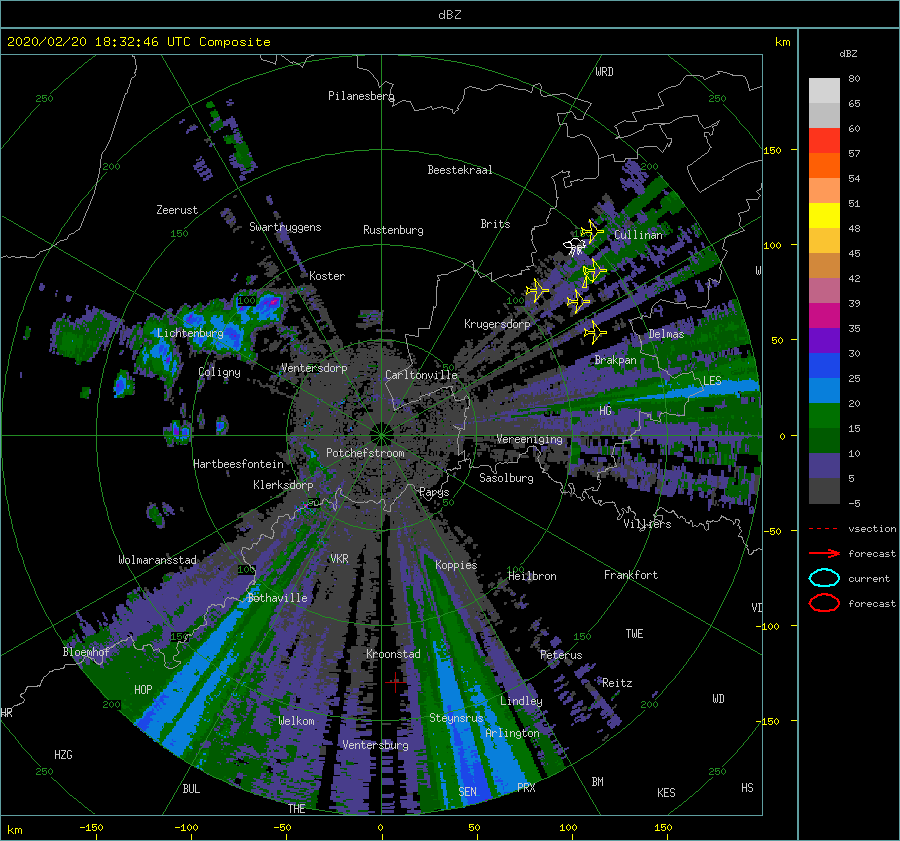 dBZ
2020/02/20 18:32:46 UTC Composite
km
dBZ
WRD
250
Pilanesberg
250
80
65
60
57
54
51
48
45
42
39
35
30
25
20
15
10
5
-5
150
200
Beestekraal
200
Zeerust
150
Swartruggens
Rustenburg
Brits
Cullinan
100
Koster
W
100
100
Krugersdorp
Lichtenburg
Delmas
50
Coligny
Ventersdorp
Carltonville
Brakpan
50
LES
HG
0
Vereeniging
Potchefstroom
Hartbeesfontein
Klerksdorp
Parys
Sasolburg
50
50
Villiers
-50
vsection
forecast
current
forecast
Wolmaransstad
VKR
Koppies
100
100
Heilbron
Frankfort
Bothaville
VI
-100
150
150
TWE
Bloemhof
Kroonstad
Peterus
HOP
Reitz
200
Lindley
200
WD
HR
Welkom
Steynsrus
-150
Arlington
Ventersburg
HZG
250
250
BUL
SEN
PRX
BM
KES
HS
THE
km
-150
-100
-50
0
50
100
150